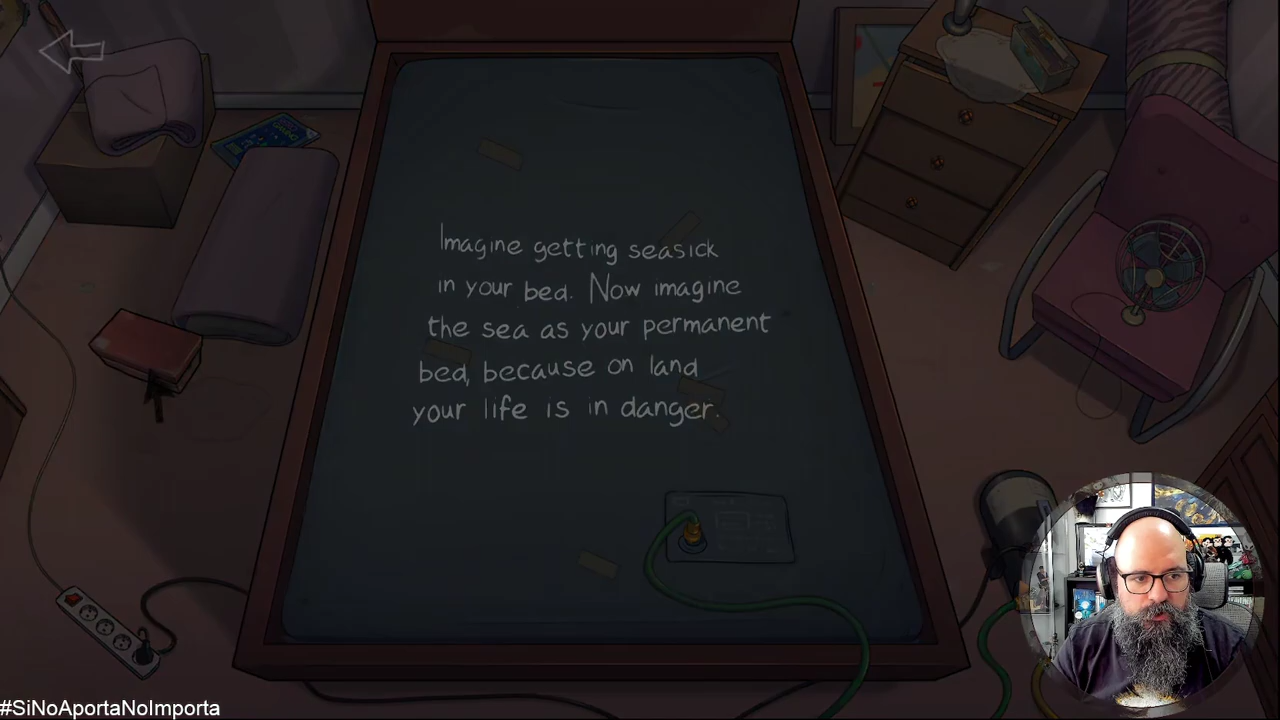 Imagine getting seasick
in your bed. Now imagine
the sea as your permanent
bed, because on land
your life is in danger.
#SiNoAportaNoImporta